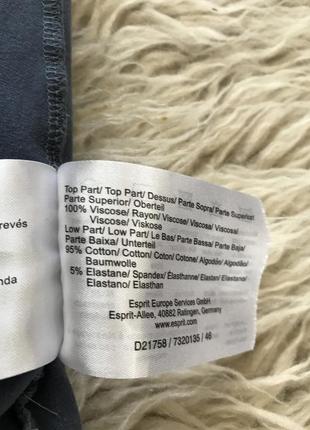 revés
nda
Top Part/ Top Part/ Dessus/ Parte Sopra/ Parte Superior/
Parte Superior/ Oberteil
100% Viscose/ Rayon/ Viscose/ Viscosa/ Viscosa/
Viscose/ Viskose
Low Part/ Low Part/ Le Bas/ Parte Bassa/ Parte Baja/
Parte Baixa/ Unterteil
95% Cotton/ Cotton/ Coton/ Cotone/ Algodón/ Algodão/
Baumwolle
5% Elastane/ Spandex/ Élasthanne/ Elastan/ Elastano/
Elastano/ Elasthan
Esprit Europe Services GmbH
Esprit-Allee, 40882 Ratingen, Germany
www.esprit.com
D21758 / 7320135 / 46